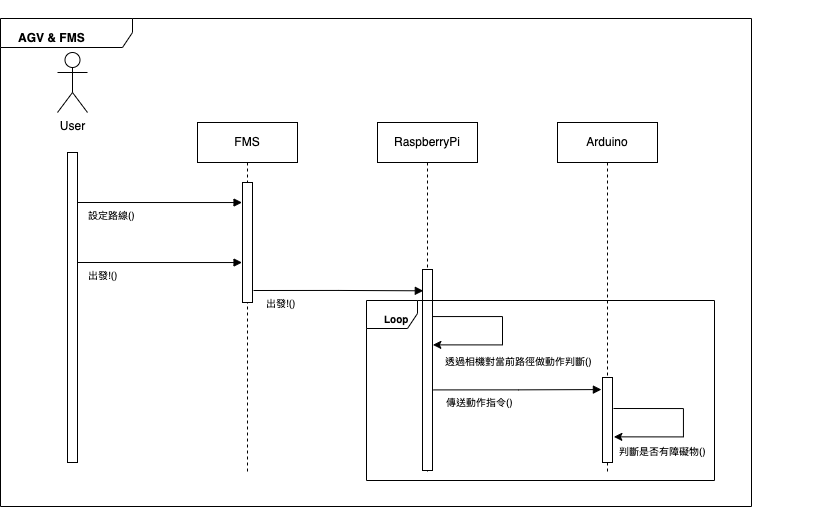 AGV & FMS
User
FMS
RaspberryPi
Arduino
設定路線()
出發!()
出發!()
Loop
透過相機對當前路徑做動作判斷()
傳送動作指令()
判斷是否有障礙物()